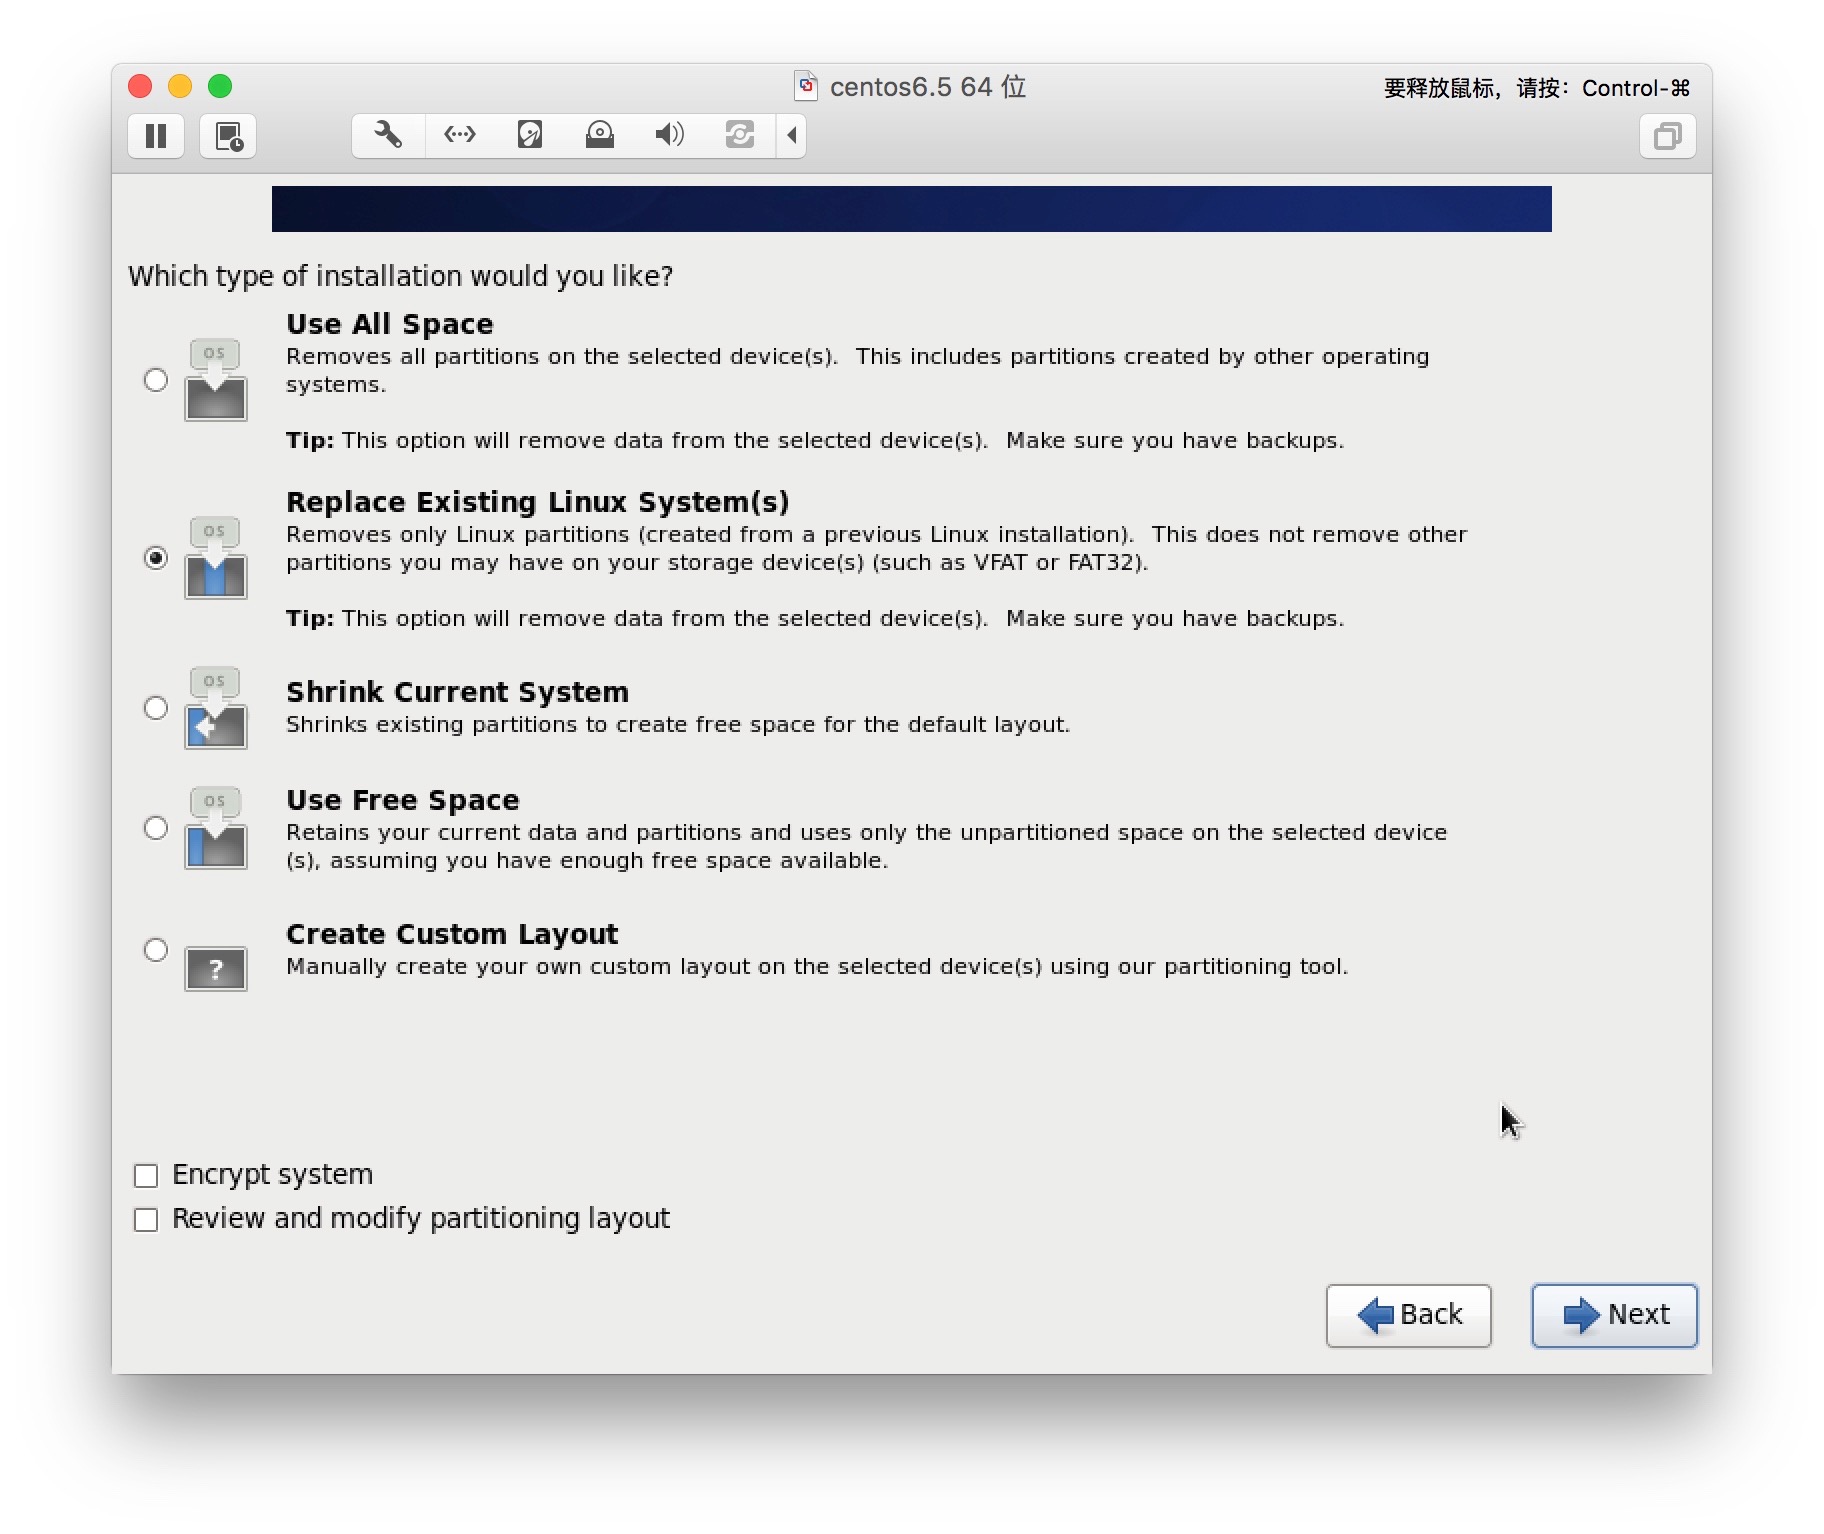 centos6.5 64 位
要释放鼠标，请按：Control-⌘
Which type of installation would you like?
Use All Space
OS
Removes all partitions on the selected device(s).  This includes partitions created by other operating
systems.
Tip: This option will remove data from the selected device(s).  Make sure you have backups.
Replace Existing Linux System(s)
OS
Removes only Linux partitions (created from a previous Linux installation).  This does not remove other
partitions you may have on your storage device(s) (such as VFAT or FAT32).
Tip: This option will remove data from the selected device(s).  Make sure you have backups.
OS
Shrink Current System
Shrinks existing partitions to create free space for the default layout.
OS
Use Free Space
Retains your current data and partitions and uses only the unpartitioned space on the selected device
(s), assuming you have enough free space available.
Create Custom Layout
?
Manually create your own custom layout on the selected device(s) using our partitioning tool.
Encrypt system
Review and modify partitioning layout
Back
Next